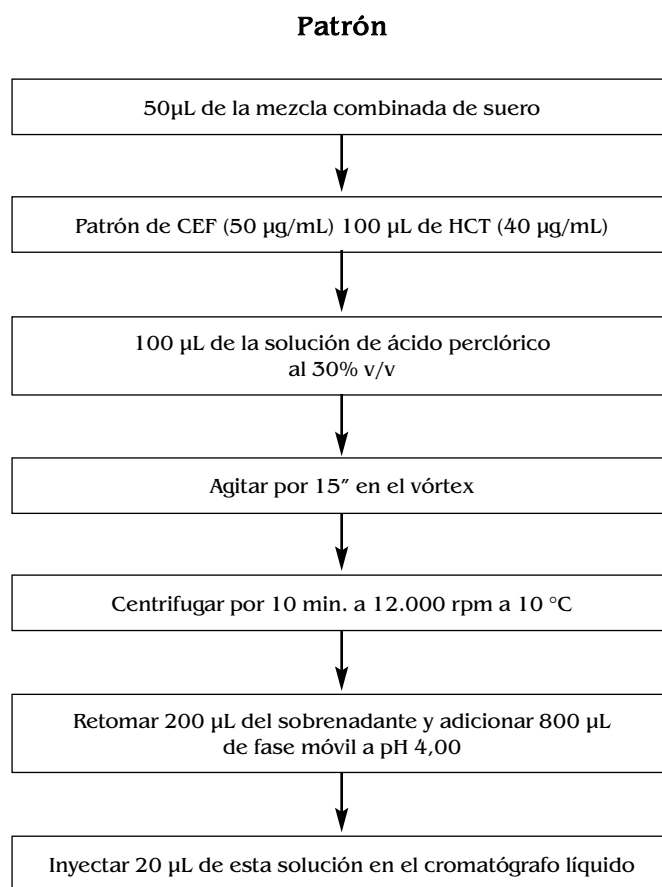 Patrón
50µL de la mezcla combinada de suero
Patrón de CEF (50 µg/mL) 100 µL de HCT (40 µg/mL)
100 µL de la solución de ácido perclórico
al 30% v/v
Agitar por 15” en el vórtex
Centrifugar por 10 min. a 12.000 rpm a 10 °C
Retomar 200 µL del sobrenadante y adicionar 800 µL
de fase móvil a pH 4,00
Inyectar 20 µL de esta solución en el cromatógrafo líquido